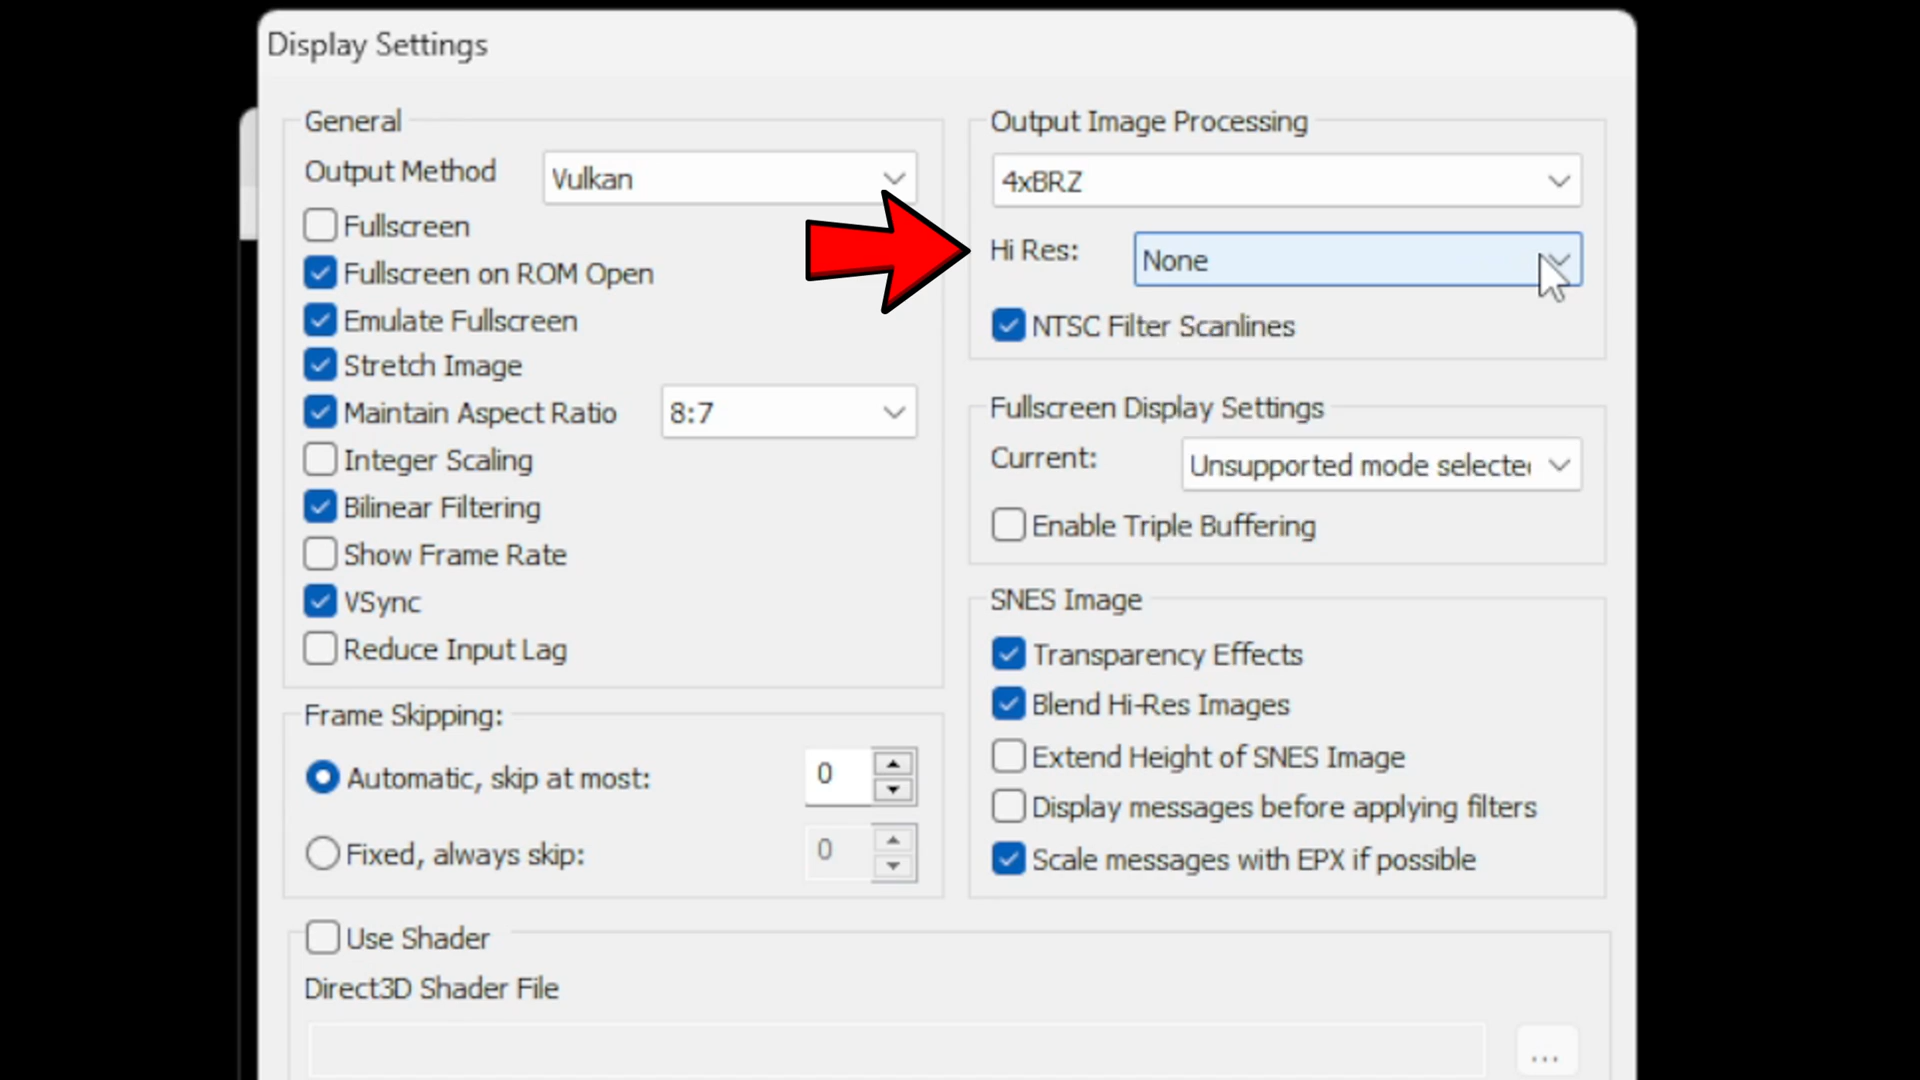 Display Settings
General
Output Method
Vulkan
Fullscreen
Fullscreen on ROM Open
Emulate Fullscreen
Stretch Image
Maintain Aspect Ratio
8:7
Integer Scaling
Bilinear Filtering
Show Frame Rate
VSync
Reduce Input Lag
Frame Skipping:
Automatic, skip at most:
0
Fixed, always skip:
0
Output Image Processing
4xBRZ
Hi Res:
None
NTSC Filter Scanlines
Fullscreen Display Settings
Current:
Unsupported mode selected
Enable Triple Buffering
SNES Image
Transparency Effects
Blend Hi-Res Images
Extend Height of SNES Image
Display messages before applying filters
Scale messages with EPX if possible
Use Shader
Direct3D Shader File
...